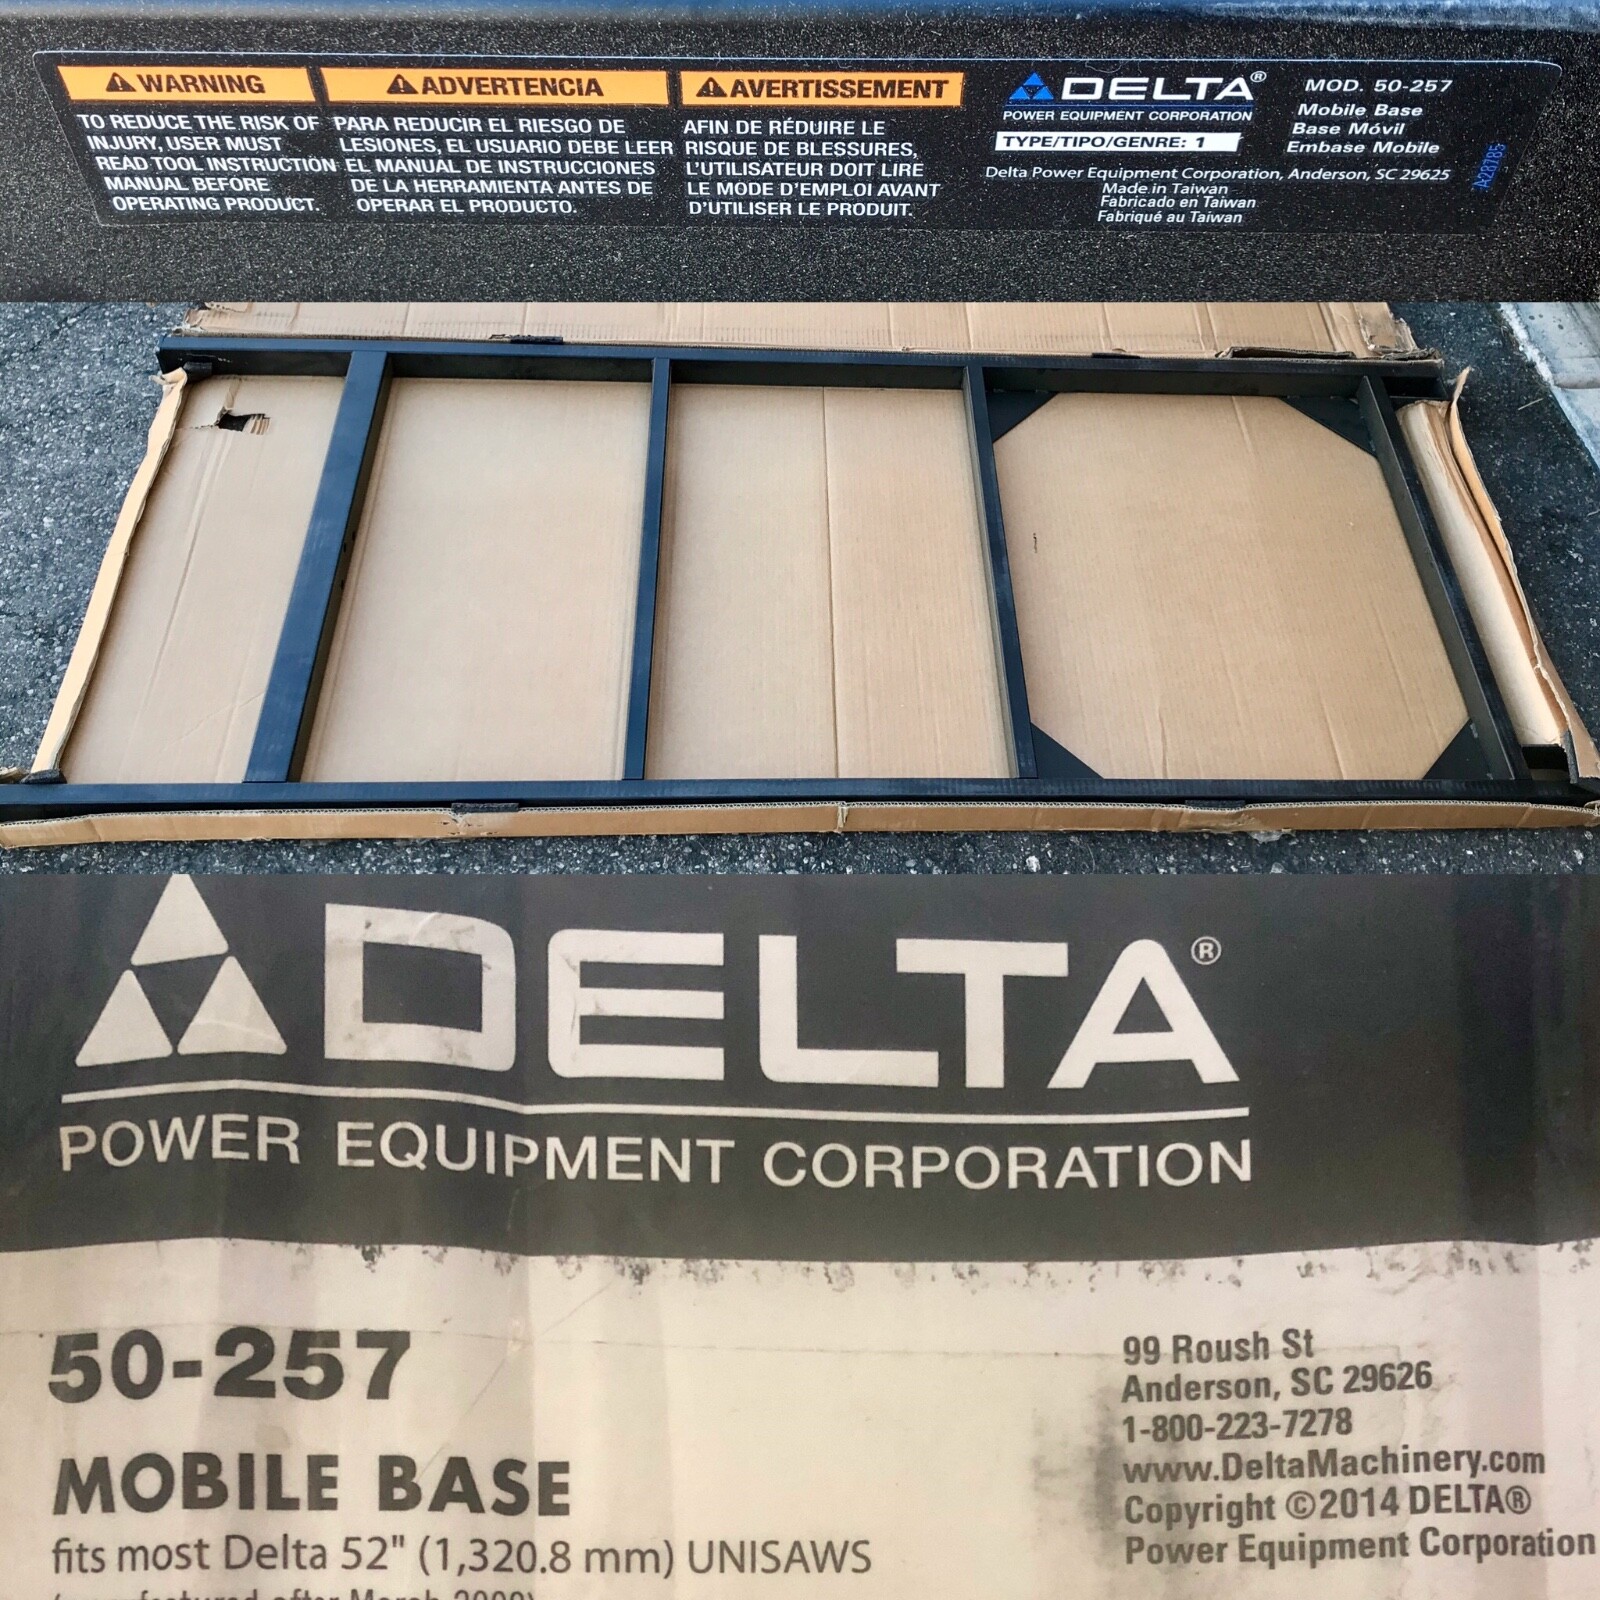 WARNING
TO REDUCE THE RISK OF
INJURY, USER MUST
READ TOOL INSTRUCTION
MANUAL BEFORE
OPERATING PRODUCT.
ADVERTENCIA
PARA REDUCIR EL RIESGO DE
LESIONES, EL USUARIO DEBE LEER
EL MANUAL DE INSTRUCCIONES
DE LA HERRAMIENTA ANTES DE
OPERAR EL PRODUCTO.
AVERTISSEMENT
AFIN DE RÉDUIRE LE
RISQUE DE BLESSURES,
L'UTILISATEUR DOIT LIRE
LE MODE D'EMPLOI AVANT
D'UTILISER LE PRODUIT.
DELTA®
POWER EQUIPMENT CORPORATION
TYPE/TIPO/GENRE: 1
MOD. 50-257
Mobile Base
Base Móvil
Embase Mobile
Delta Power Equipment Corporation, Anderson, SC 29625
Made in Taiwan
Fabricado en Taiwan
Fabriqué au Taiwan
A28785
DELTA®
POWER EQUIPMENT CORPORATION
50-257
MOBILE BASE
fits most Delta 52" (1,320.8 mm) UNISAWS
99 Roush St
Anderson, SC 29626
1-800-223-7278
www.DeltaMachinery.com
Copyright ©2014 DELTA®
Power Equipment Corporation